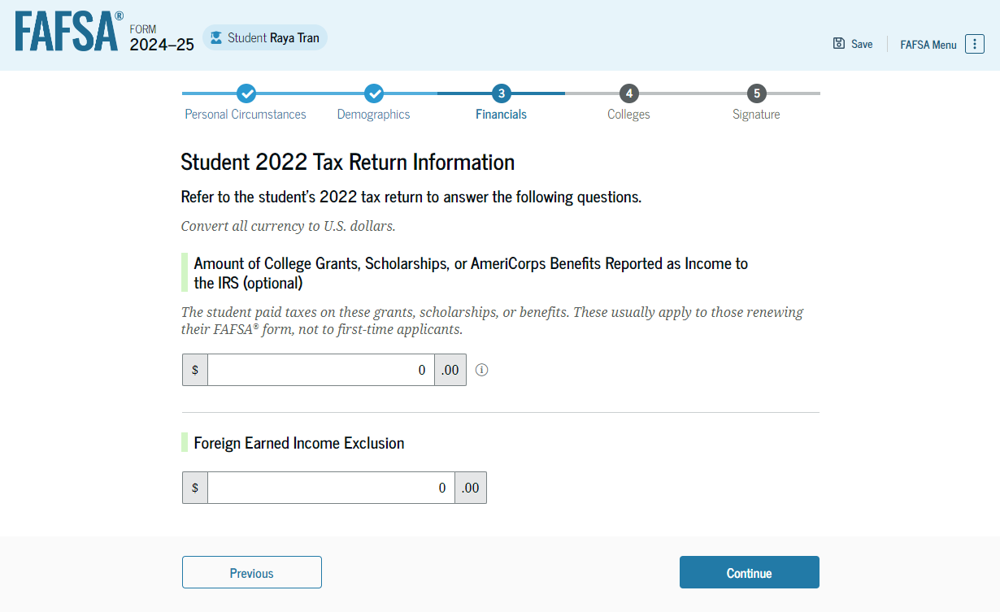 FAFSA®
FORM
2024–25
Student Raya Tran
Save
FAFSA Menu
3
4
5
Personal Circumstances
Demographics
Financials
Colleges
Signature
Student 2022 Tax Return Information
Refer to the student's 2022 tax return to answer the following questions.
Convert all currency to U.S. dollars.
Amount of College Grants, Scholarships, or AmeriCorps Benefits Reported as Income to
the IRS (optional)
The student paid taxes on these grants, scholarships, or benefits. These usually apply to those renewing
their FAFSA® form, not to first-time applicants.
$ 0 .00
Foreign Earned Income Exclusion
$ 0 .00
Previous
Continue